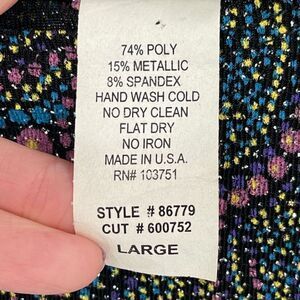 74% POLY
15% METALLIC
8% SPANDEX
HAND WASH COLD
NO DRY CLEAN
FLAT DRY
NO IRON
MADE IN U.S.A.
RN# 103751
STYLE # 86779
CUT # 600752
LARGE